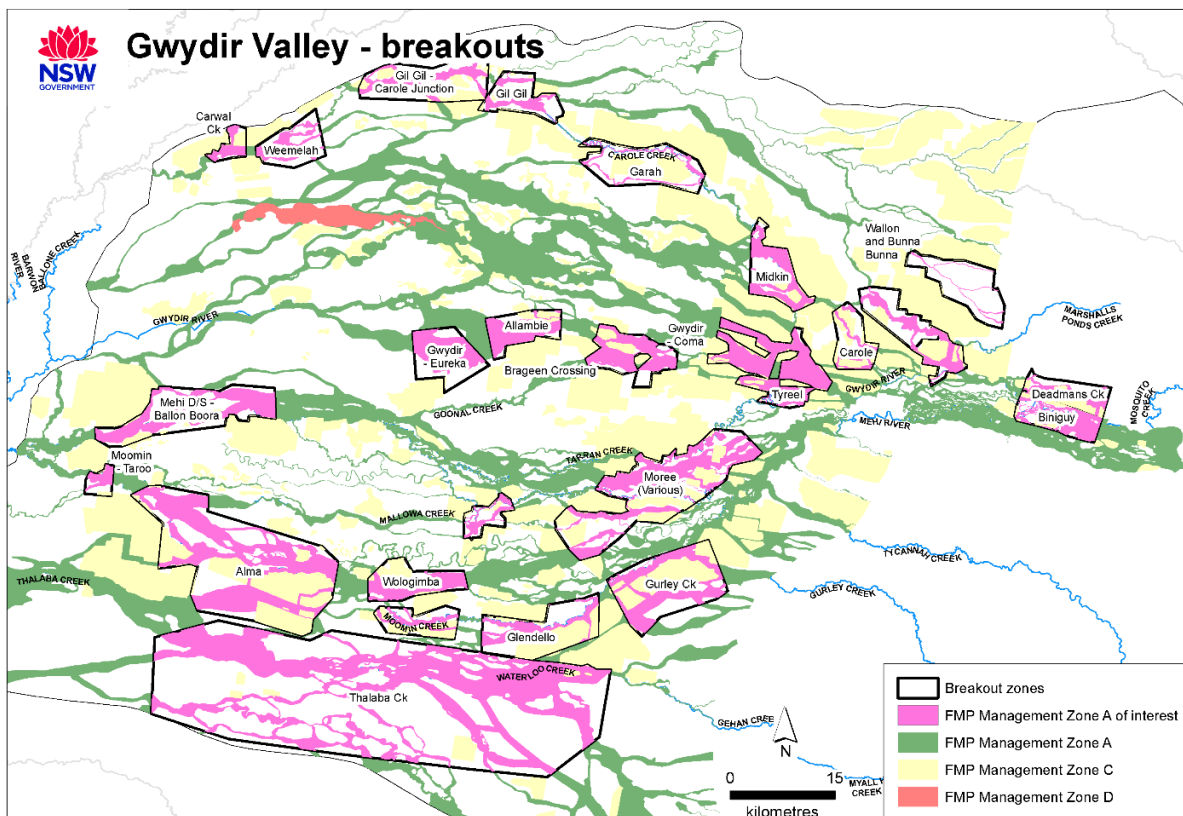 Gwydir Valley - breakouts
NSW
GOVERNMENT
Gil Gil -
Carole Junction
Gil Gil
Carwal
Ck
Weemelah
CAROLE CREEK
Garah
Wallon
and Bunna
Bunna
Midkin
BALLONE CREEK
BARWON
RIVER
MARSHALLS
PONDS CREEK
GWYDIR RIVER
Allambie
Gwydir
- Coma
Gwydir
- Eureka
Brageen Crossing
Carole
GWYDIR RIVER
Deadmans Ck
Biniguy
MOSQUITO
CREEK
Tyreel
MEHI RIVER
Mehi D/S -
Ballon Boora
GOONAL CREEK
Moomin
- Taroo
TARRAN CREEK
Moree
(Various)
MALLOWA CREEK
TYCANNAH CREEK
THALABA CREEK
Alma
Wologimba
Gurley Ck
GURLEY CREEK
MOOMIN CREEK
Glendello
WATERLOO CREEK
Thalaba Ck
GEHAN CREE
N
0
15
kilometres
MYALL
CREEK
Breakout zones
FMP Management Zone A of interest
FMP Management Zone A
FMP Management Zone C
FMP Management Zone D